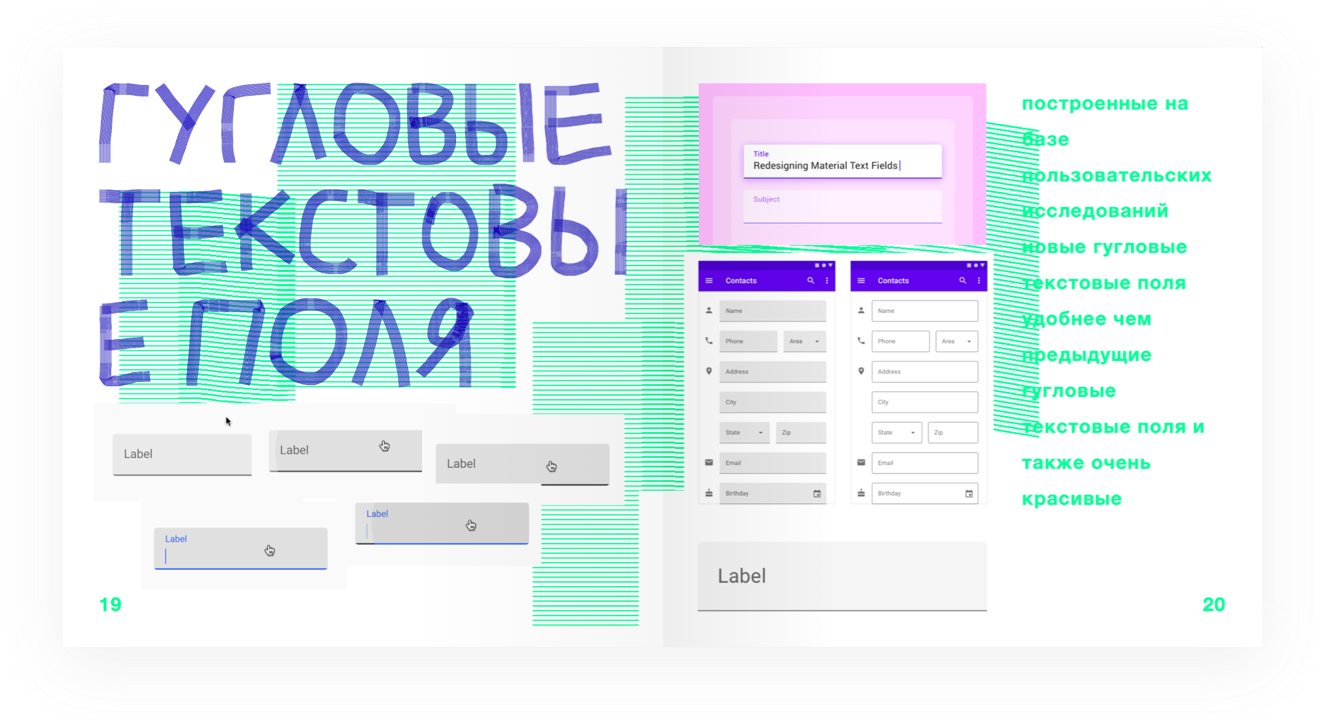 ГУГЛОВЫЕ
ТЕКСТОВЫ
Е ПОЛЯ
Label
Label
Label
Label
Label
19
Title
Redesigning Material Text Fields
Subject
Contacts
Name
Phone
Area
Address
City
State
Zip
Email
Birthday
Contacts
Name
Phone
Area
Address
City
State
Zip
Email
Birthday
Label
построенные на
базе
пользовательских
исследований
новые гугловые
текстовые поля
удобнее чем
предыдущие
гугловые
текстовые поля и
также очень
красивые
20